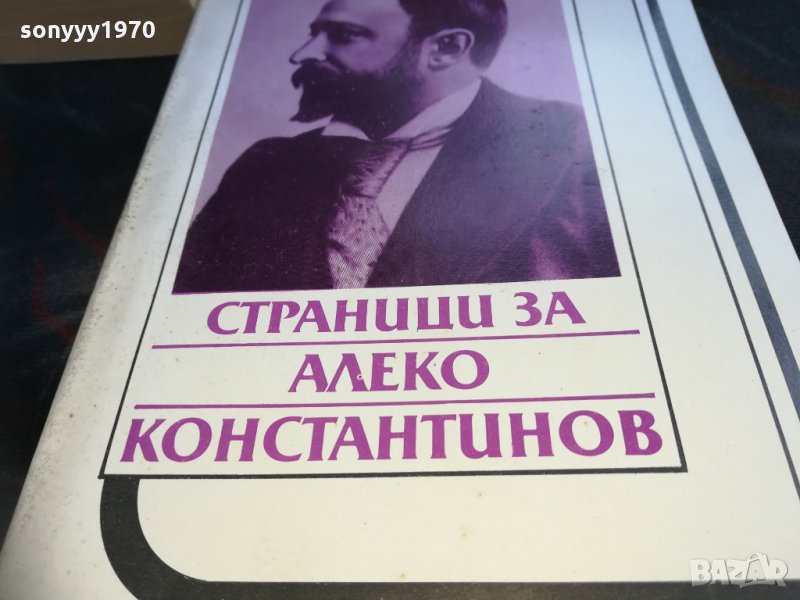 sonyyy1970
СТРАНИЦИ ЗА
АЛЕКО
КОНСТАНТИНОВ
BAZAR